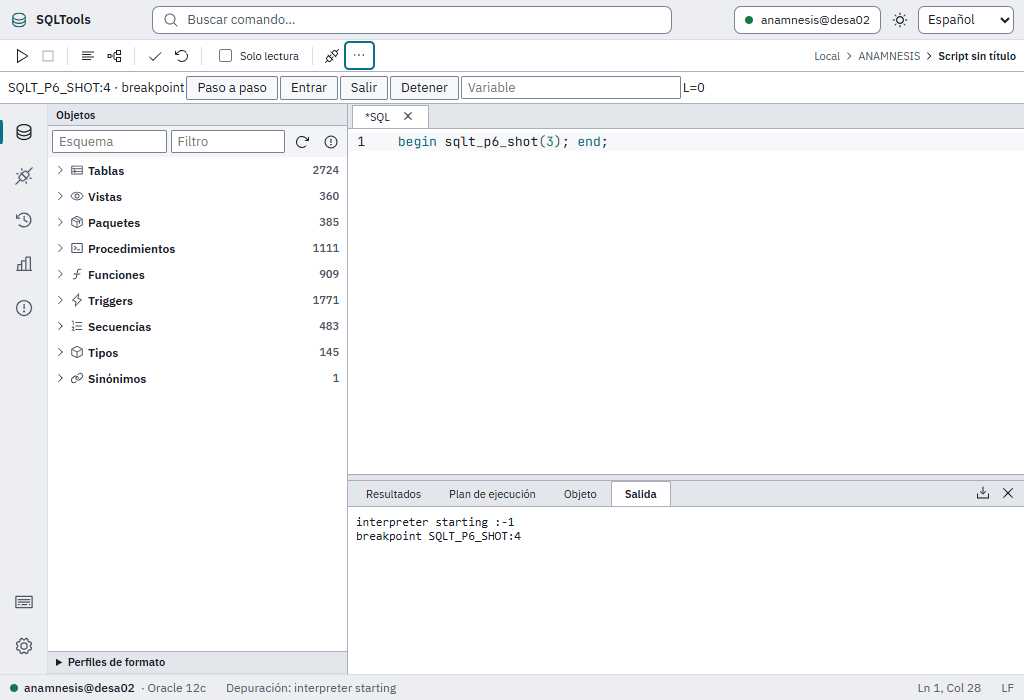 SQLTools
Buscar comando...
anamnesis@desa02
Español
Solo lectura
...
Local > ANAMNESIS > Script sin título
SQLT_P6_SHOT:4 · breakpoint
Paso a paso
Entrar
Salir
Detener
Variable
L=0
Objetos
Esquema
Filtro
Tablas 2724
Vistas 360
Paquetes 385
Procedimientos 1111
Funciones 909
Triggers 1771
Secuencias 483
Tipos 145
Sinónimos 1
Perfiles de formato
*SQL
1 begin sqlt_p6_shot(3); end;
Resultados
Plan de ejecución
Objeto
Salida
interpreter starting :-1
breakpoint SQLT_P6_SHOT:4
anamnesis@desa02 · Oracle 12c
Depuración: interpreter starting
Ln 1, Col 28
LF